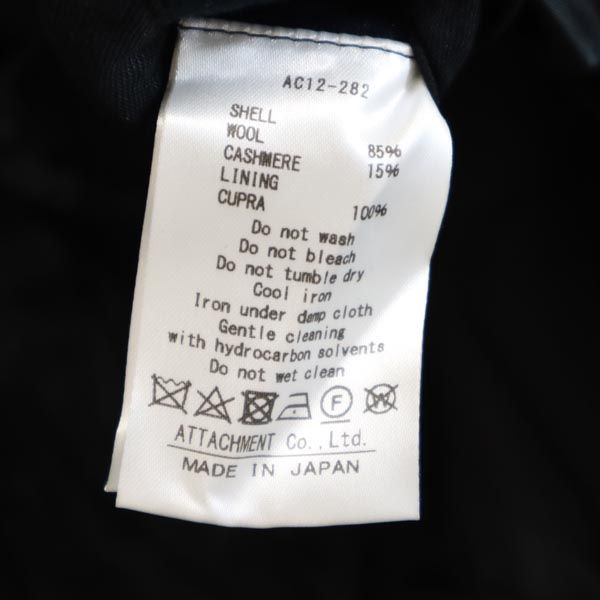 AC12-282
SHELL
WOOL 85%
CASHMERE 15%
LINING
CUPRA 100%
Do not wash
Do not bleach
Do not tumble dry
Cool iron
Iron under damp cloth
Gentle cleaning
with hydrocarbon solvents
Do not wet clean
F W
ATTACHMENT Co.,Ltd.
MADE IN JAPAN